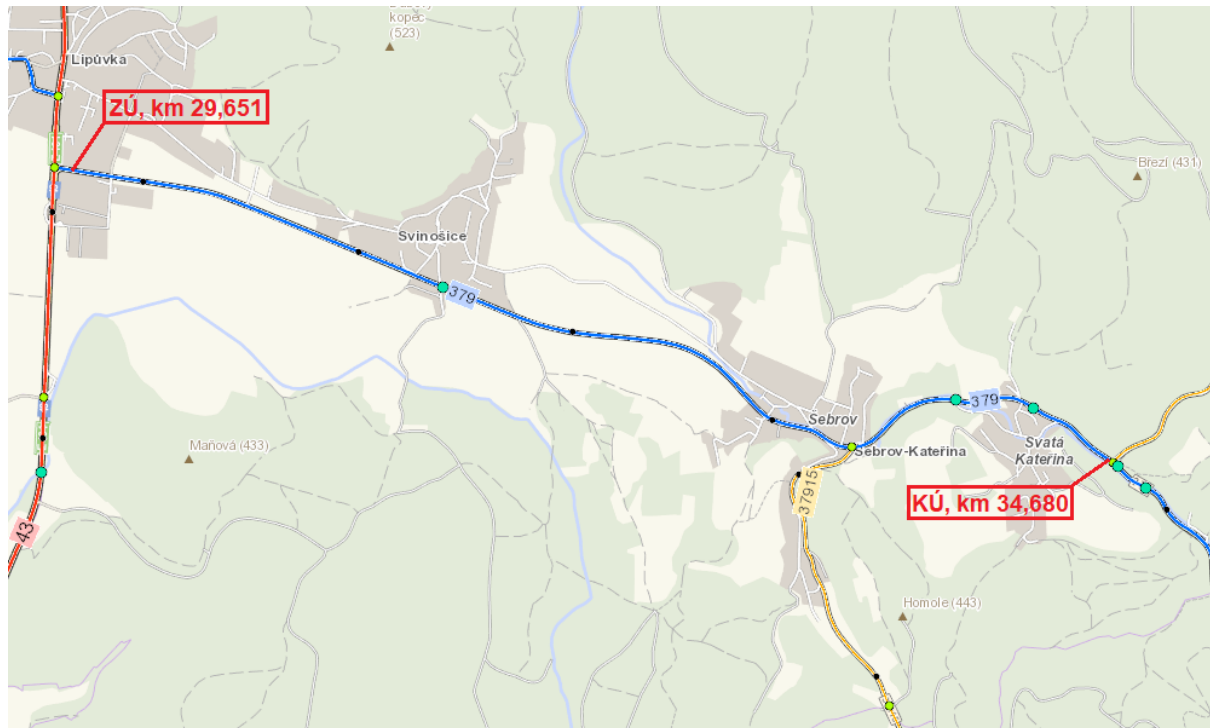 kopec
(523)
Lipůvka
ZÚ, km 29,651
Březí (431)
Svinošice
379
379
Šebrov
Svatá
Kateřina
Šebrov-Kateřina
Maňová (433)
37915
KÚ, km 34,680
43
Homole (443)